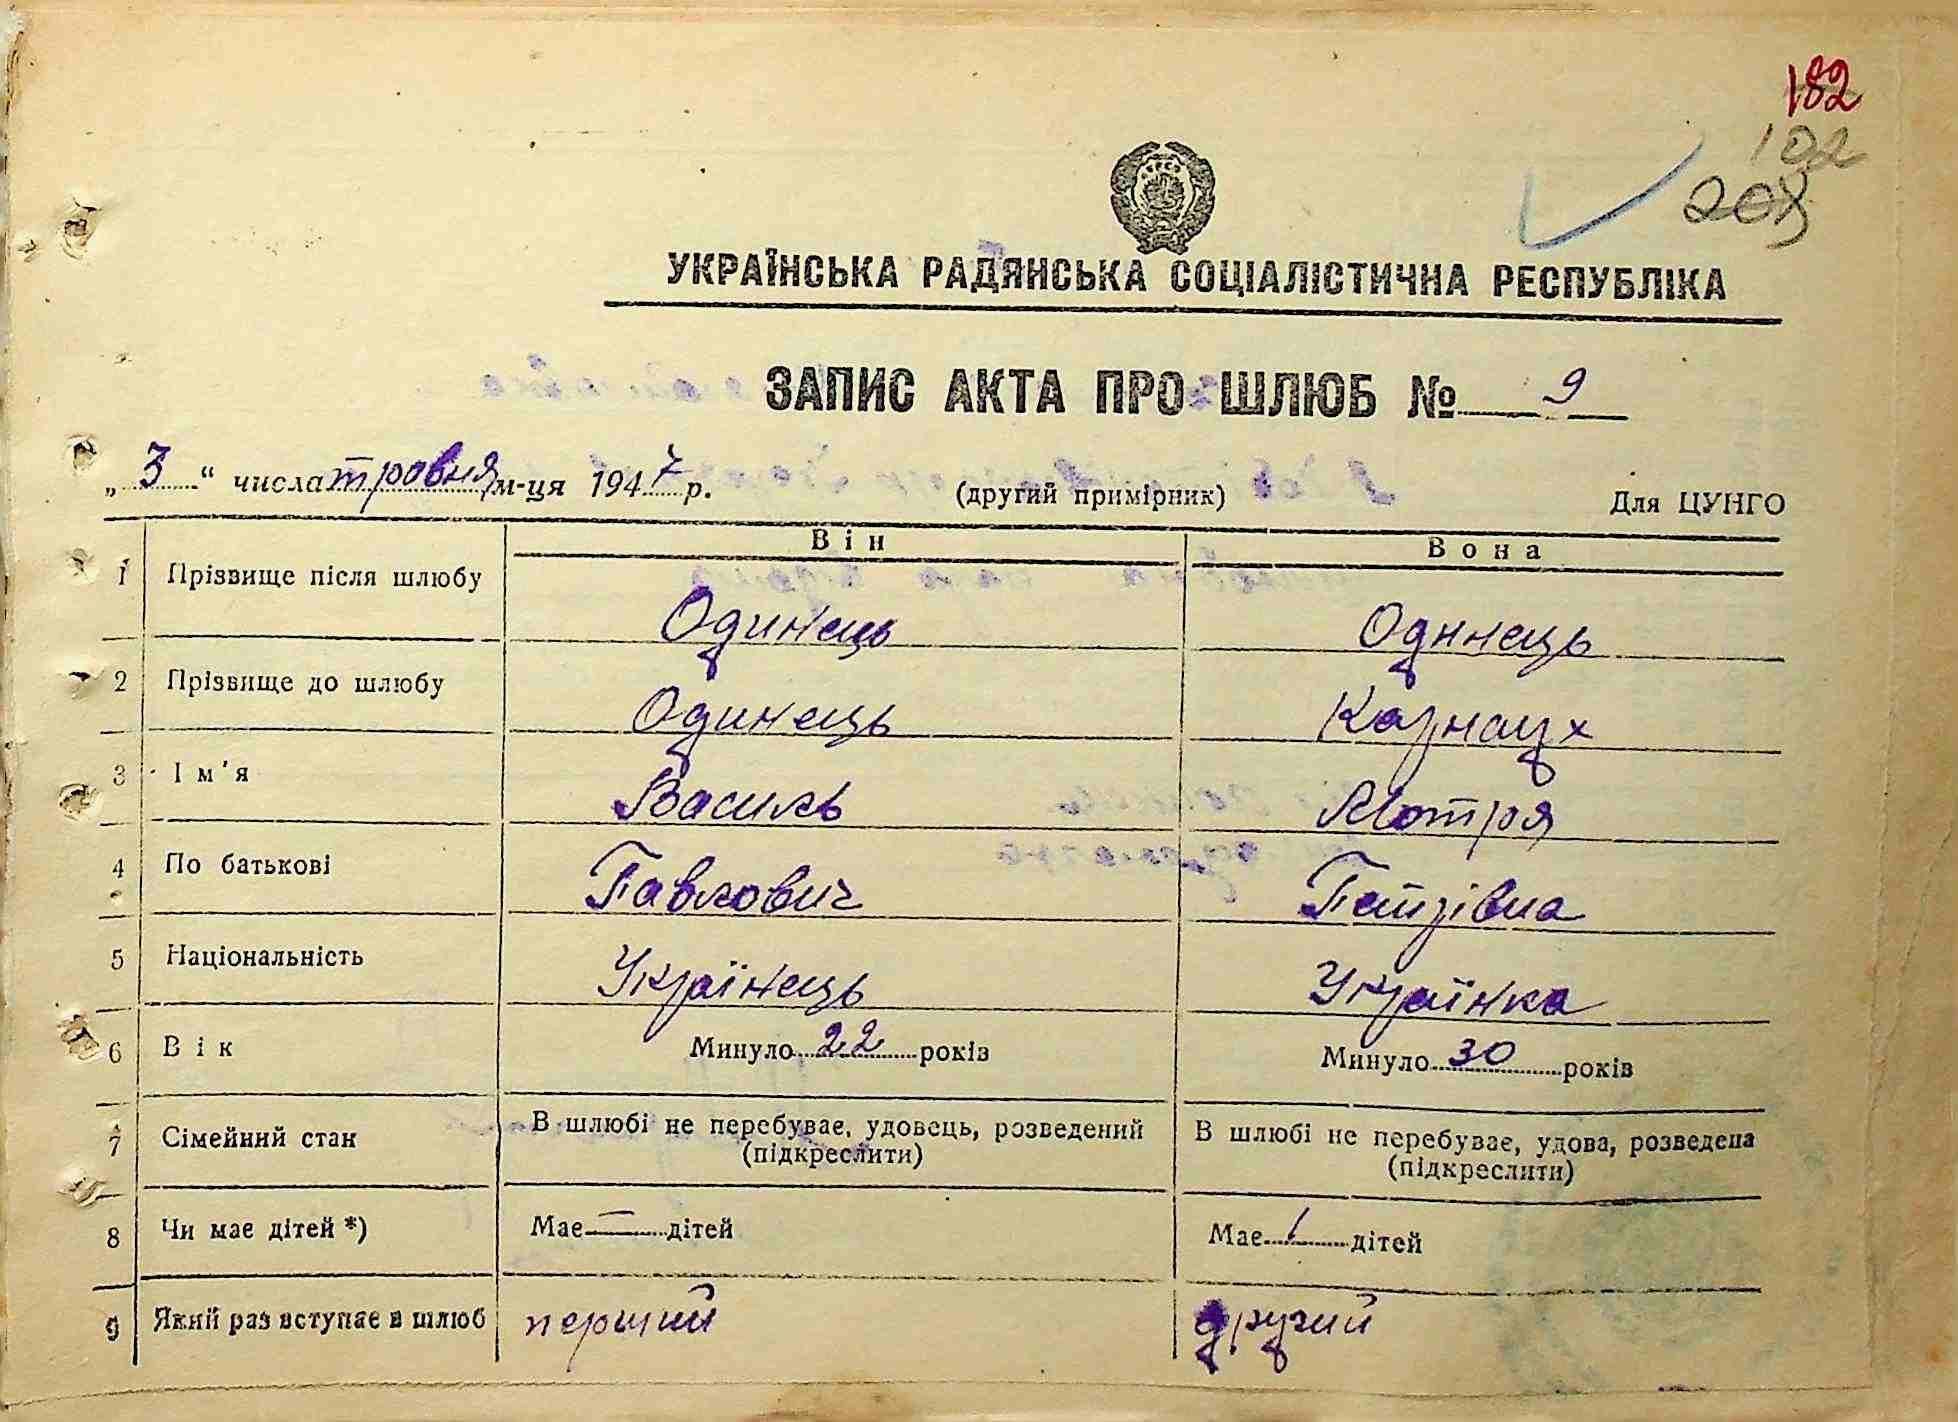 182
102
208
УКРАЇНСЬКА РАДЯНСЬКА СОЦІАЛІСТИЧНА РЕСПУБЛІКА
ЗАПИС АКТА ПРО ШЛЮБ № 9
„ 3 “ числа тровня м-ця 1947 р. (другий примірник) Для ЦУНГО
Він Вона
1 Прізвище після шлюбу Одинець Одинець
2 Прізвище до шлюбу Одинець Карнаух
3 Ім'я Василь Мотря
4 По батькові Павлович Петрівна
5 Національність Українець Українка
6 Вік Минуло 22 років Минуло 30 років
7 Сімейний стан В шлюбі не перебуває, удовець, розведений В шлюбі не перебуває, удова, розведена
(підкреслити) (підкреслити)
8 Чи має дітей *) Має — дітей Має 1 дітей
9 Який раз вступає в шлюб перший другий